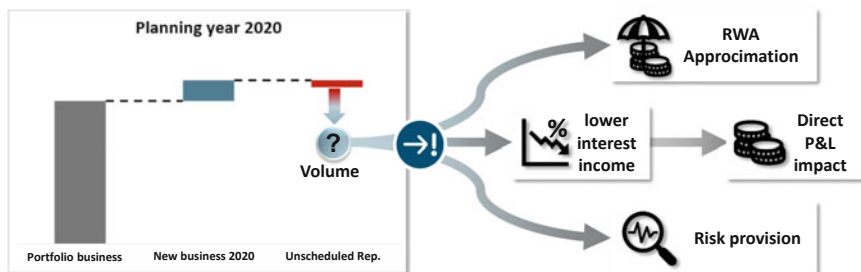 Planning year 2020
?
Volume
Portfolio business
New business 2020
Unscheduled Rep.
!
RWA
Approcimation
%
lower
interest
income
Direct
P&L
impact
Risk provision